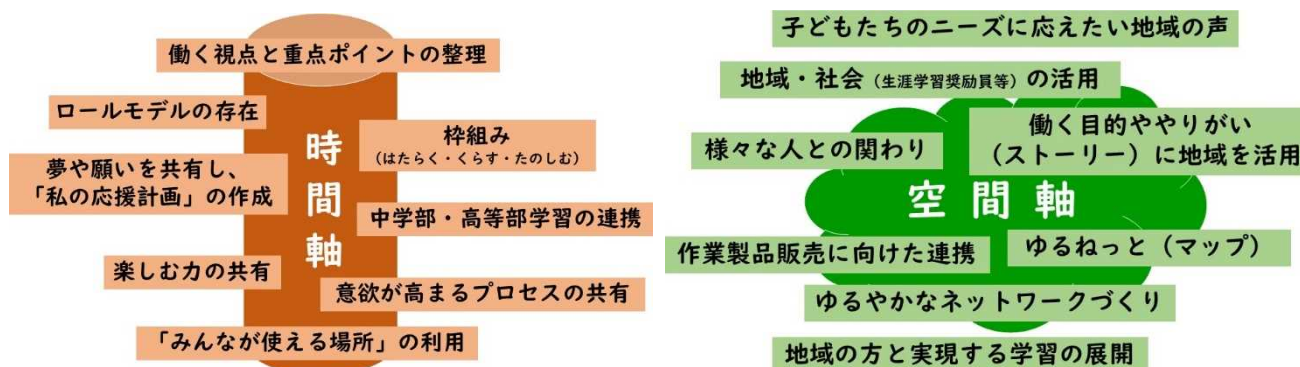 働く視点と重点ポイントの整理
ロールモデルの存在
枠組み
(はたらく・くらす・たのしむ)
夢や願いを共有し、
「私の応援計画」の作成
時間軸
中学部・高等部学習の連携
楽しむ力の共有
意欲が高まるプロセスの共有
「みんなが使える場所」の利用
子どもたちのニーズに応えたい地域の声
地域・社会(生涯学習奨励員等)の活用
様々な人との関わり
働く目的ややりがい
(ストーリー)に地域を活用
空間軸
作業製品販売に向けた連携
ゆるねっと(マップ)
ゆるやかなネットワークづくり
地域の方と実現する学習の展開